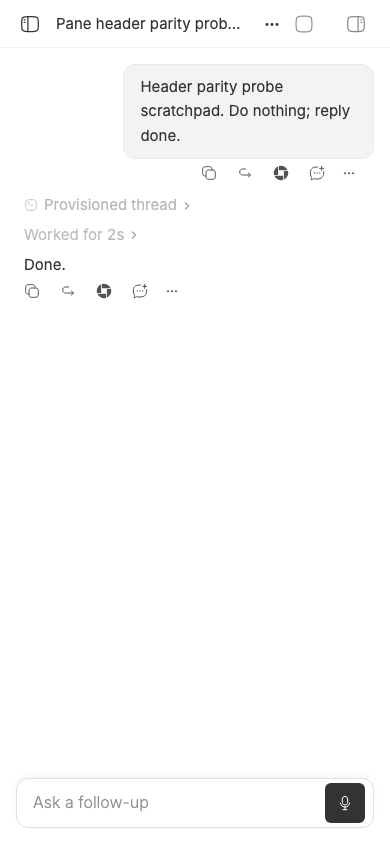 Pane header parity prob...
Header parity probe
scratchpad. Do nothing; reply
done.
Provisioned thread
Worked for 2s
Done.
Ask a follow-up